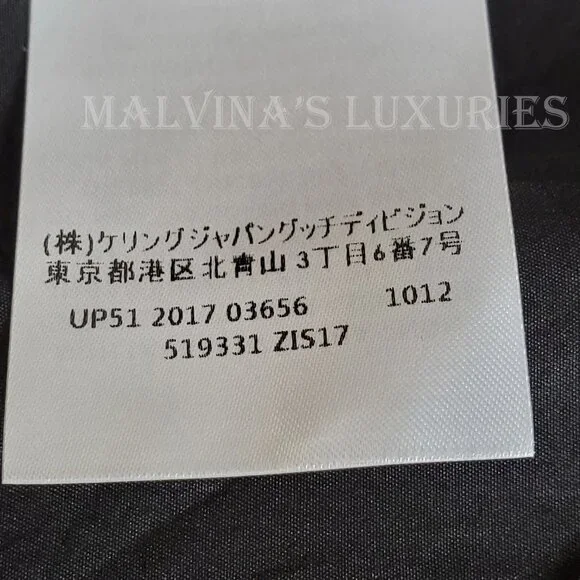 MALVINA'S LUXURIES
(株)ケリングジャパングッチディビジョン
東京都港区北青山3丁目6番7号
UP51 2017 03656 1012
519331 ZIS17